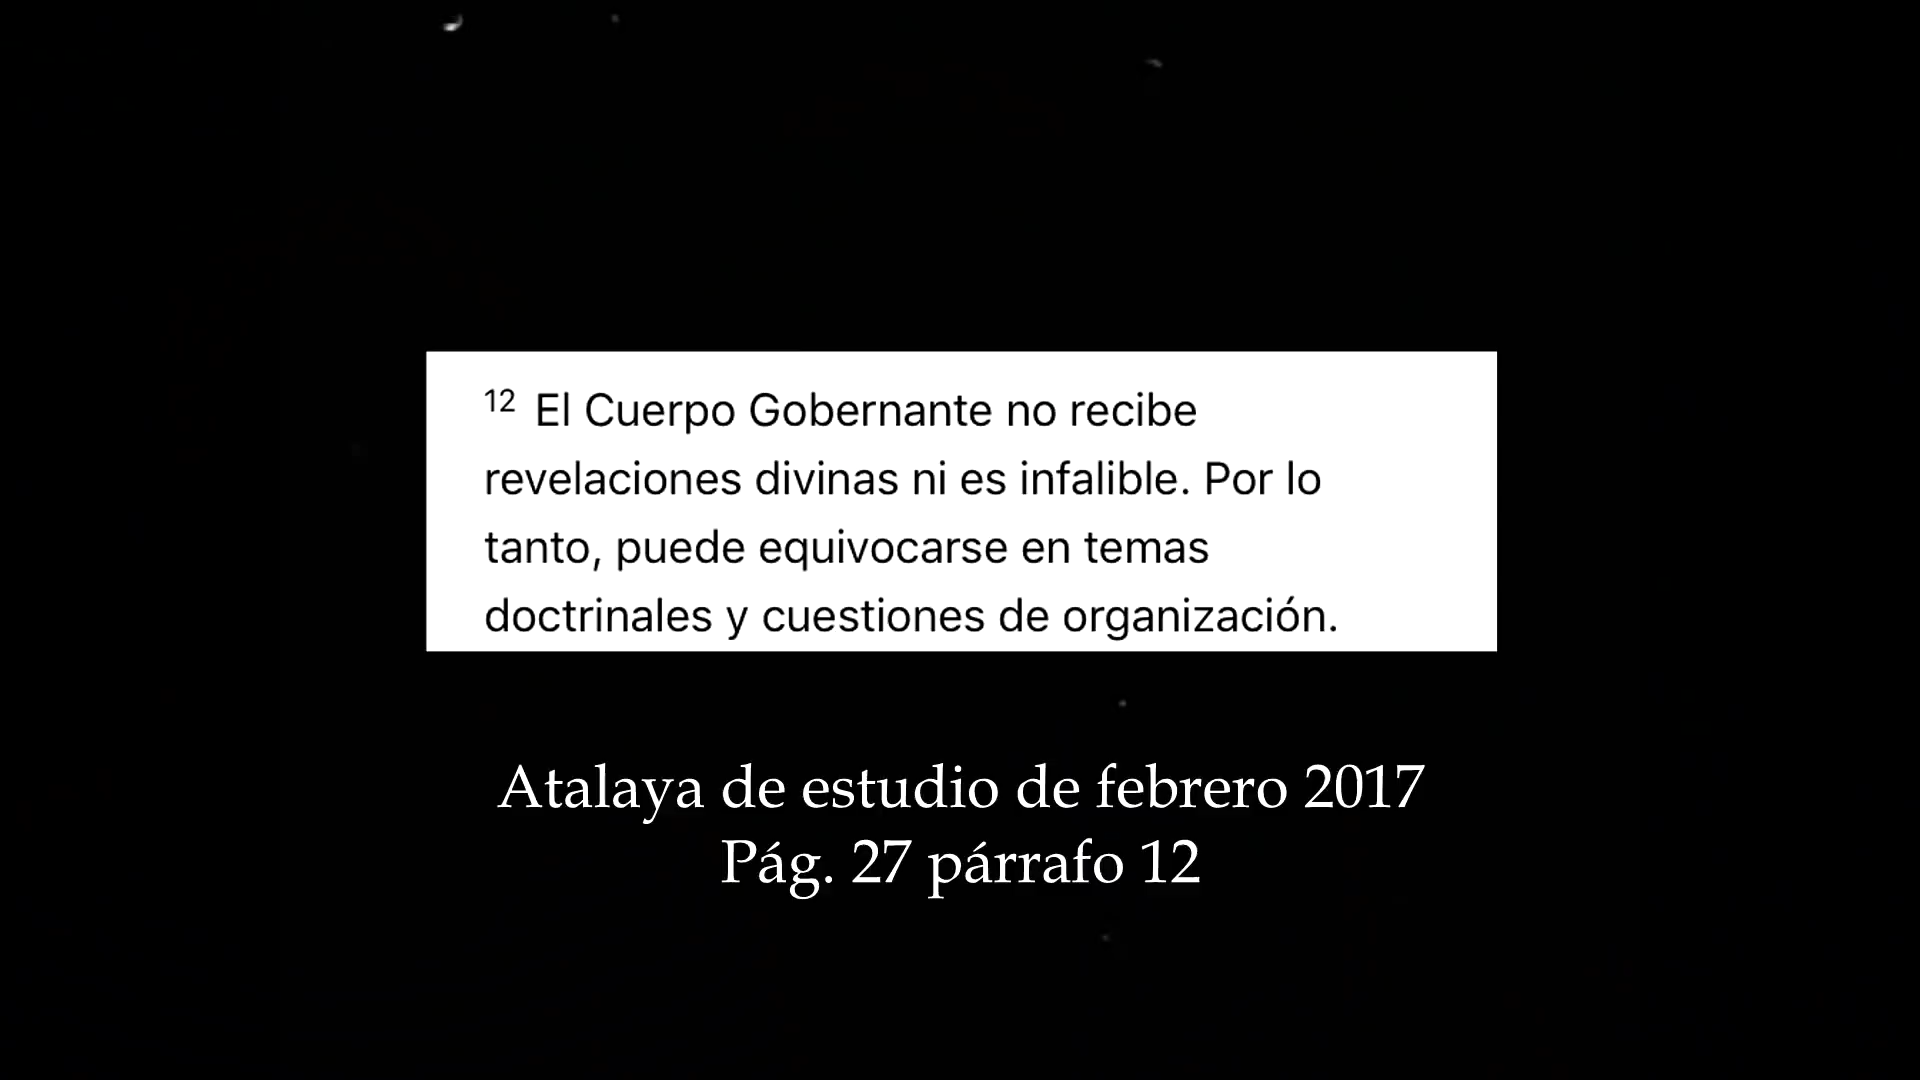 12 El Cuerpo Gobernante no recibe
revelaciones divinas ni es infalible. Por lo
tanto, puede equivocarse en temas
doctrinales y cuestiones de organización.
Atalaya de estudio de febrero 2017
Pág. 27 párrafo 12